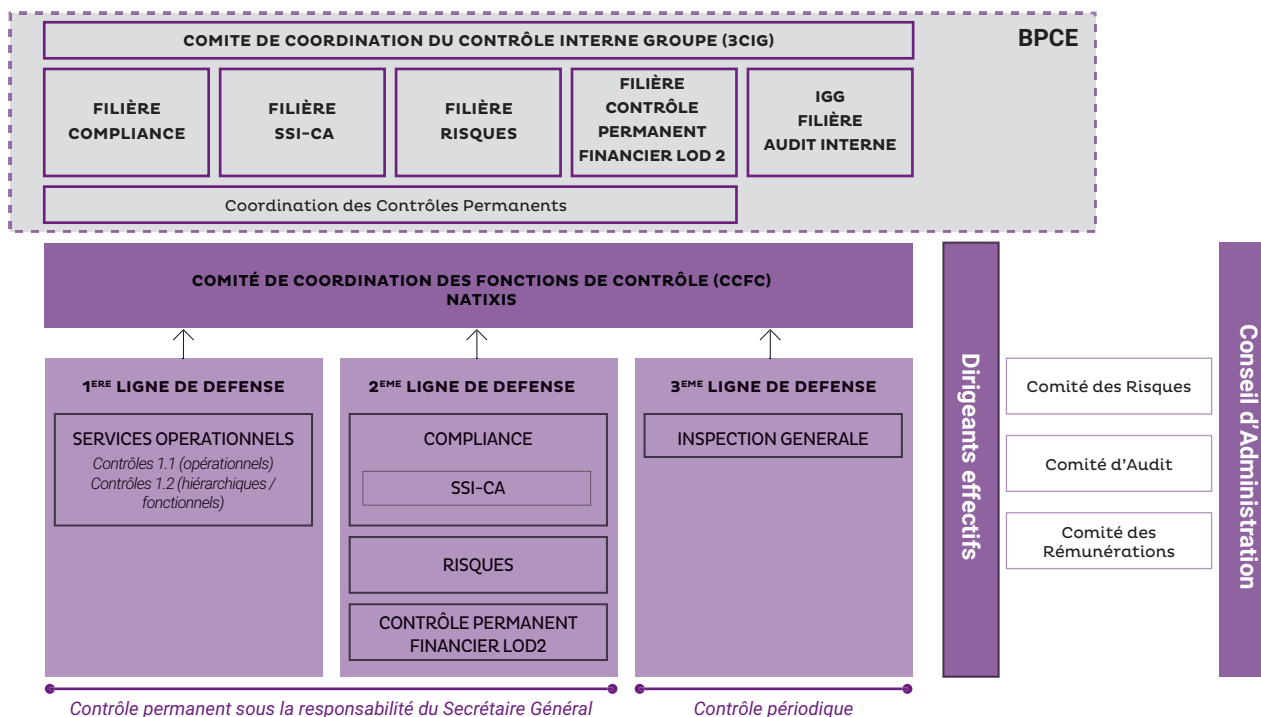 COMITE DE COORDINATION DU CONTRÔLE INTERNE GROUPE (3CIG)
BPCE
FILIÈRE
COMPLIANCE
FILIÈRE
SSI-CA
FILIÈRE
RISQUES
FILIÈRE
CONTRÔLE
PERMANENT
FINANCIER LOD 2
IGG
FILIÈRE
AUDIT INTERNE
Coordination des Contrôles Permanents
COMITÉ DE COORDINATION DES FONCTIONS DE CONTRÔLE (CCFC)
NATIXIS
1ERE LIGNE DE DEFENSE
SERVICES OPERATIONNELS
Contrôles 1.1 (opérationnels)
Contrôles 1.2 (hiérarchiques /
fonctionnels)
2EME LIGNE DE DEFENSE
COMPLIANCE
SSI-CA
RISQUES
CONTRÔLE PERMANENT
FINANCIER LOD2
3EME LIGNE DE DEFENSE
INSPECTION GENERALE
Dirigeants effectifs
Comité des Risques
Comité d'Audit
Comité des
Rémunérations
Conseil d'Administration
Contrôle permanent sous la responsabilité du Secrétaire Général
Contrôle périodique